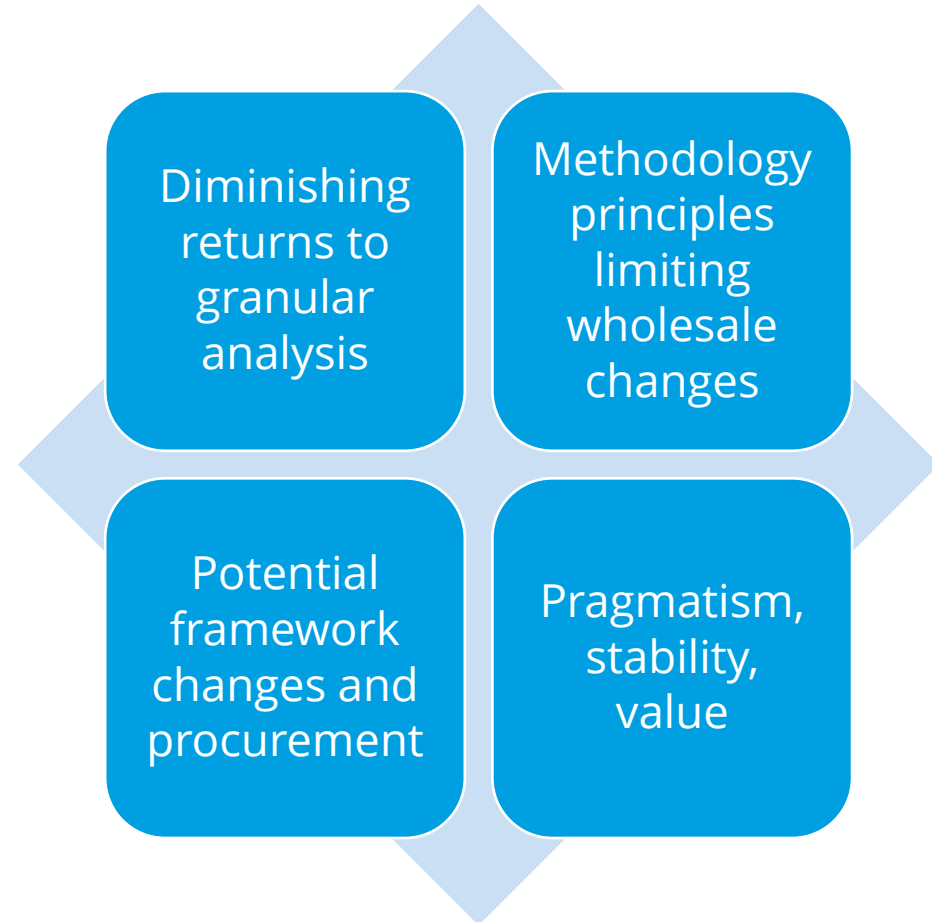 Diminishing
returns to
granular
analysis
Methodology
principles
limiting
wholesale
changes
Potential
framework
changes and
procurement
Pragmatism,
stability,
value